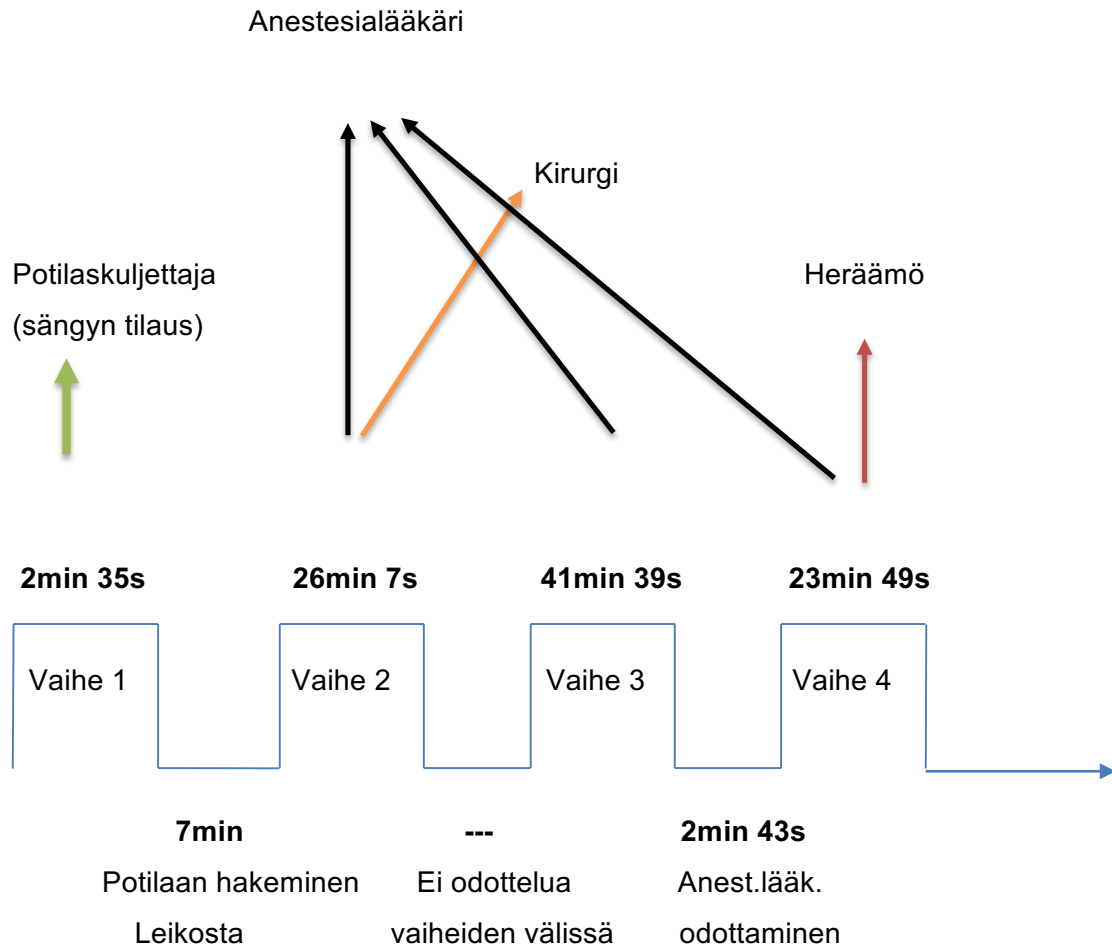 Anestesialääkäri
Kirurgi
Potilaskuljettaja
(sängyn tilaus)
Heräämö
2min 35s
26min 7s
41min 39s
23min 49s
Vaihe 1
Vaihe 2
Vaihe 3
Vaihe 4
7min
---
2min 43s
Potilaan hakeminen
Leikosta
Ei odottelua
vaiheiden välissä
Anest.lääk.
odottaminen